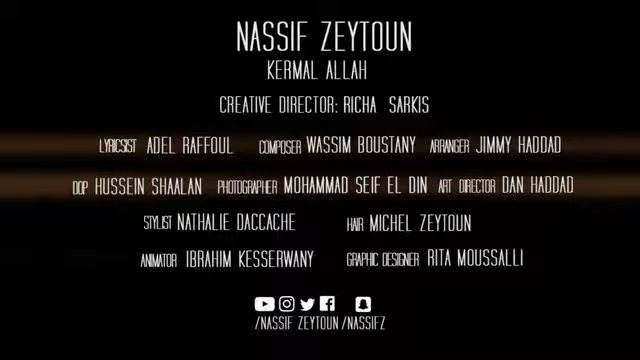 NASSIF ZEYTOUN
KERMAL ALLAH
CREATIVE DIRECTOR: RICHA SARKIS
LYRICSIST ADEL RAFFOUL COMPOSER WASSIM BOUSTANY ARRANGER JIMMY HADDAD
DOP HUSSEIN SHAALAN PHOTOGRAPHER MOHAMMAD SEIF EL DIN ART DIRECTOR DAN HADDAD
STYLIST NATHALIE DACCACHE HAIR MICHEL ZEYTOUN
ANIMATOR IBRAHIM KESSERWANY GRAPHIC DESIGNER RITA MOUSSALLI
/NASSIF ZEYTOUN /NASSIFZ